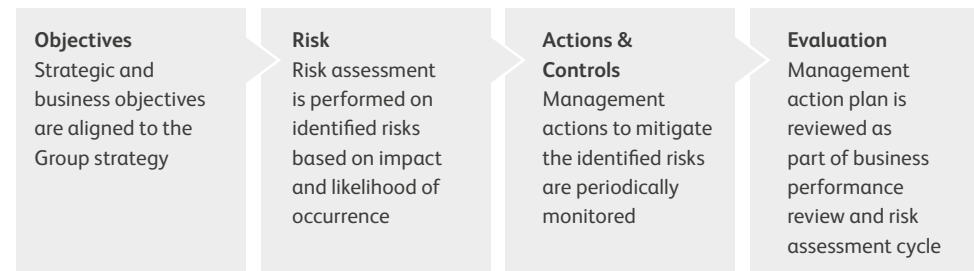 Objectives
Strategic and
business objectives
are aligned to the
Group strategy
Risk
Risk assessment
is performed on
identified risks
based on impact
and likelihood of
occurrence
Actions &
Controls
Management
actions to mitigate
the identified risks
are periodically
monitored
Evaluation
Management
action plan is
reviewed as
part of business
performance
review and risk
assessment cycle